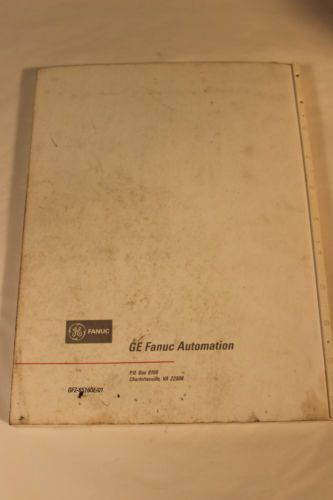 GE FANUC
GE Fanuc Automation
P.O. Box 8106
Charlottesville, VA 22906